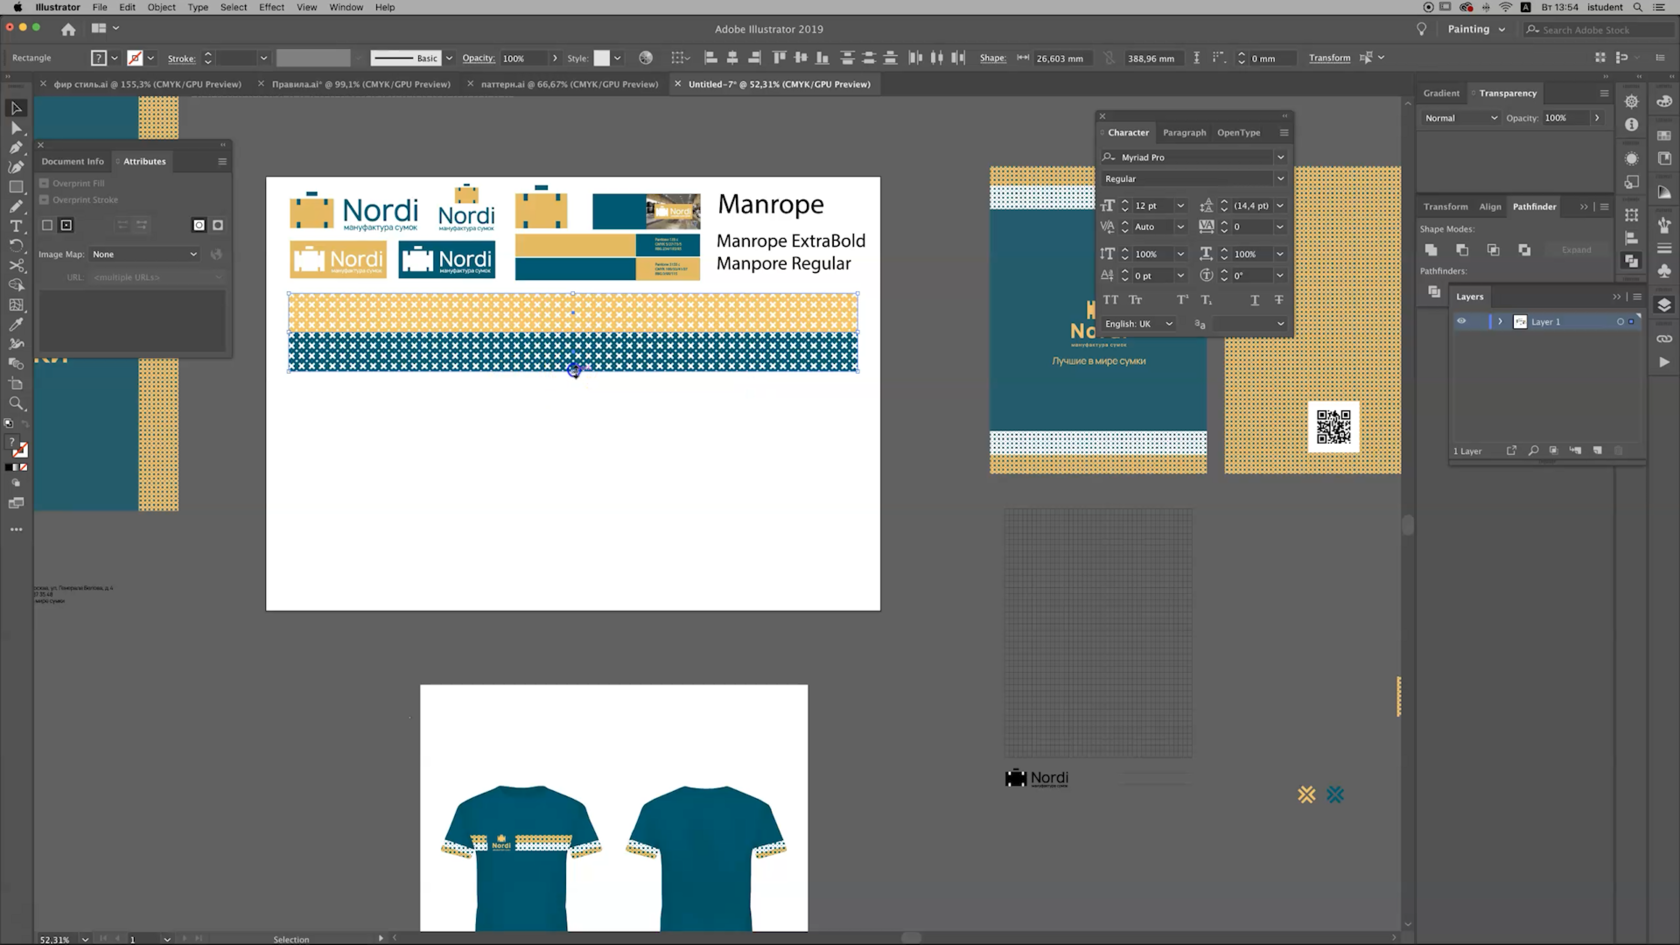 Illustrator File Edit Object Type Select Effect View Window Help
Вт 13:54 istudent
Adobe Illustrator 2019
Painting
Search Adobe Stock
Rectangle
Stroke:
Basic
Opacity: 100%
Style:
Shape:
26,603 mm
388,96 mm
0 mm
Transform
фир стиль.ai @ 155,3% (CMYK/GPU Preview)
Правила.ai* @ 99,1% (CMYK/GPU Preview)
паттерн.ai @ 66,67% (CMYK/GPU Preview)
Untitled-7* @ 52,31% (CMYK/GPU Preview)
Document Info Attributes
Overprint Fill
Overprint Stroke
Image Map: None
URL: <multiple URLs>
Nordi
мануфактура сумок
Nordi
мануфактура сумок
Nordi
мануфактура сумок
Nordi
мануфактура сумок
Nordi
Manrope
Manrope ExtraBold
Manpore Regular
Character Paragraph OpenType
Myriad Pro
Regular
12 pt
(14,4 pt)
Auto
0
100%
100%
0 pt
0°
English: UK
Лучшие в мире сумки
Gradient Transparency
Normal
Opacity: 100%
Transform Align Pathfinder
Shape Modes:
Expand
Pathfinders:
Layers
Layer 1
1 Layer
Nordi
мануфактура сумок
Nordi
52,31%
1
Selection